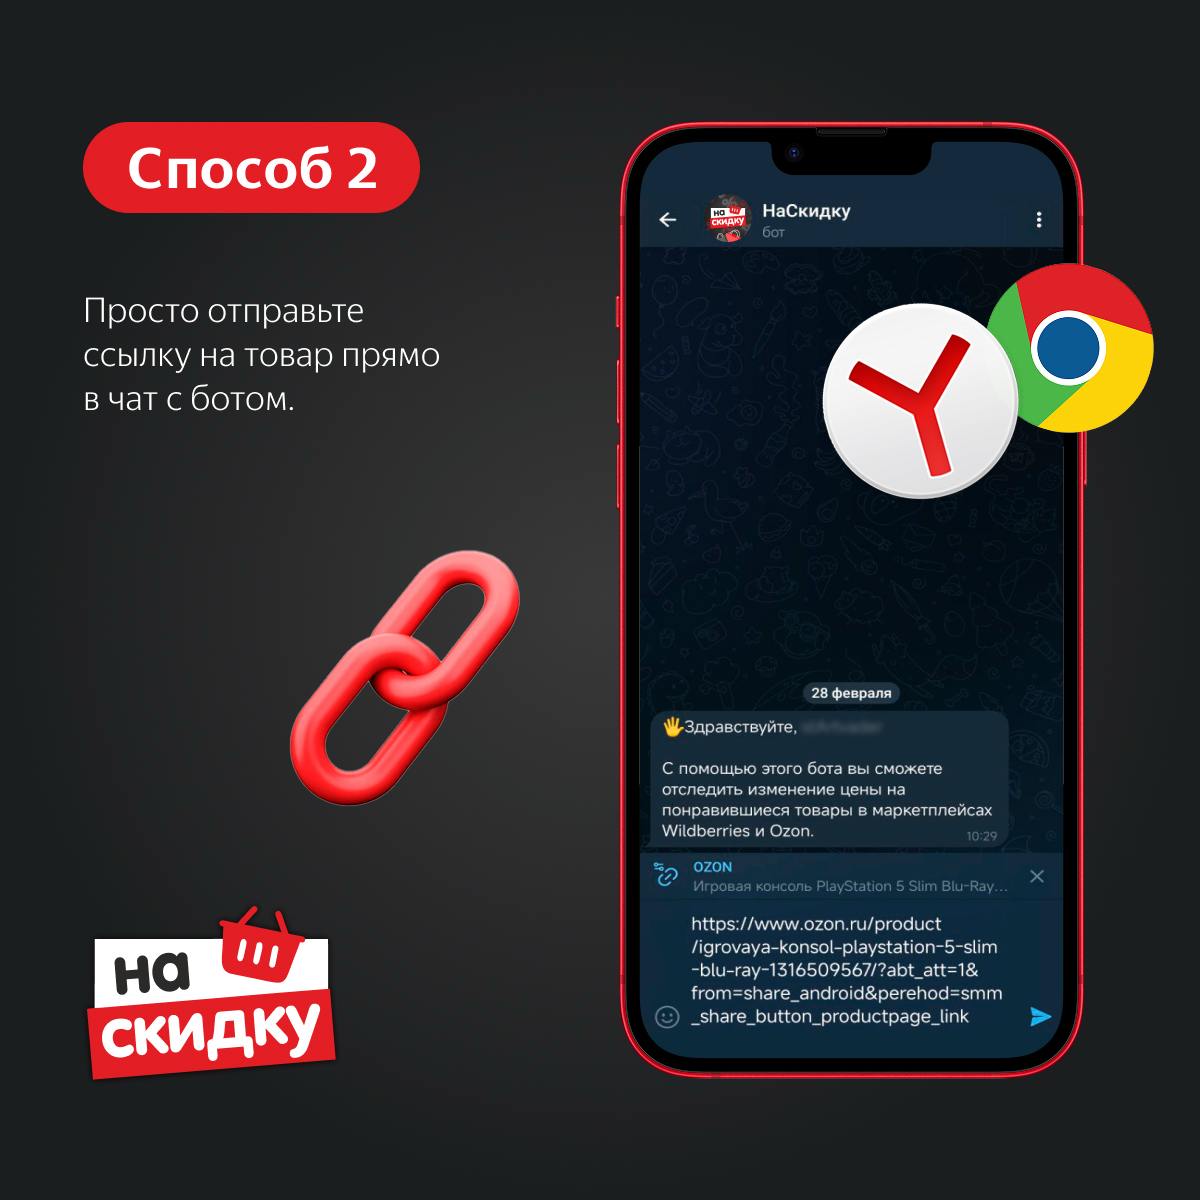 Способ 2
Просто отправьте
ссылку на товар прямо
в чат с ботом.
на
скидку
на
скидку
НаСкидку
бот
28 февраля
Здравствуйте,
С помощью этого бота вы сможете
отследить изменение цены на
понравившиеся товары в маркетплейсах
Wildberries и Ozon.
10:29
OZON
Игровая консоль PlayStation 5 Slim Blu-Ray...
https://www.ozon.ru/product
/igrovaya-konsol-playstation-5-slim
-blu-ray-1316509567/?abt_att=1&
from=share_android&perehod=smm
_share_button_productpage_link